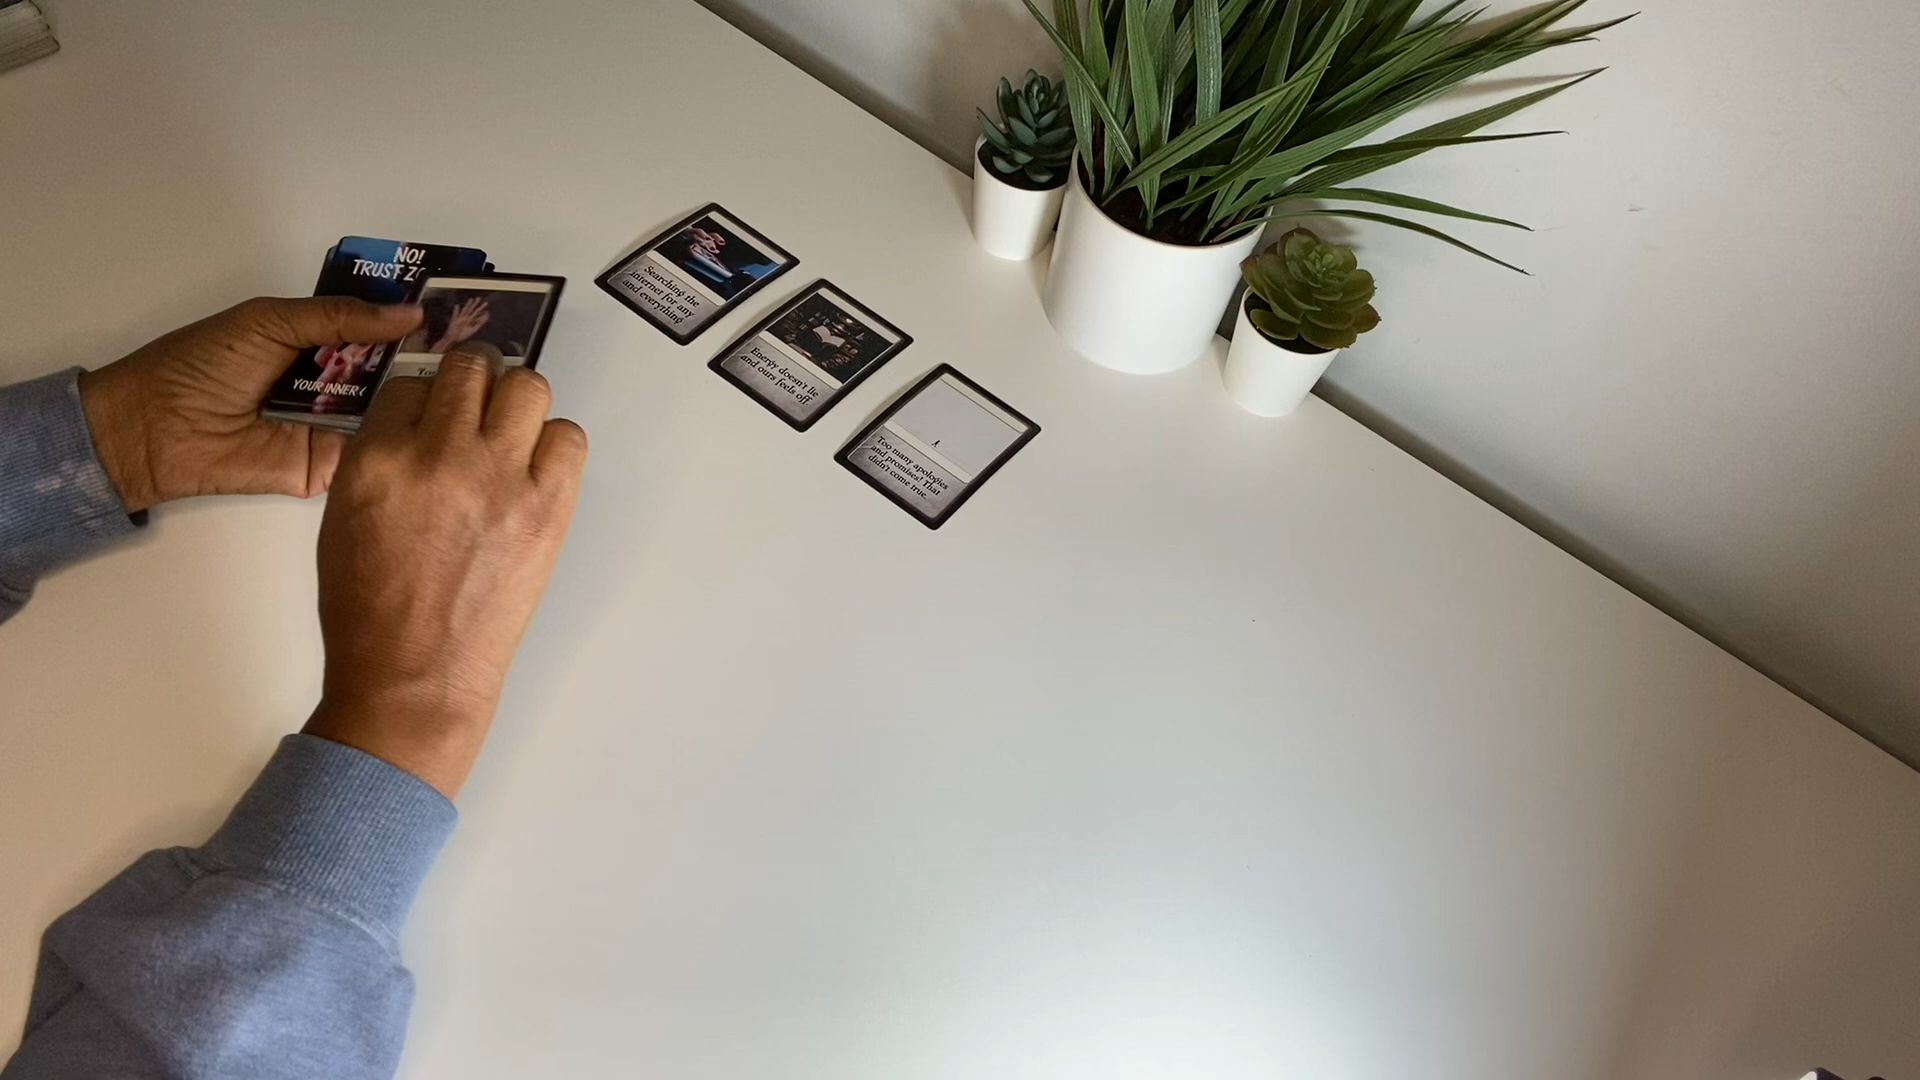 NO!
TRUST
YOUR INNER
Searching the
internet for any
and everything
Energy doesn't lie
and ours feels off.
Too many apologies
and promises! That
didn't come true.